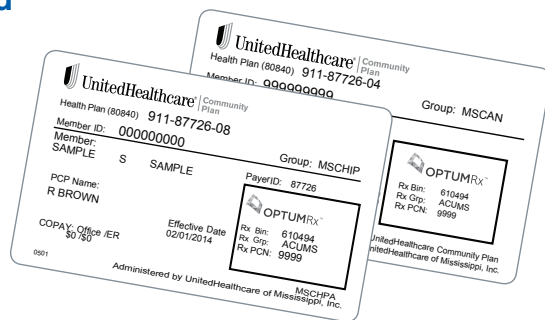 UnitedHealthcare® | Community Plan
Health Plan (80840) 911-87726-04
Member ID: 999999999 Group: MSCAN
OPTUMRx™
Rx Bin: 610494
Rx Grp: ACUMS
Rx PCN: 9999
UnitedHealthcare Community Plan
UnitedHealthcare of Mississippi, Inc.
UnitedHealthcare® | Community Plan
Health Plan (80840) 911-87726-08
Member ID: 000000000 Group: MSCHIP
Member:
SAMPLE S SAMPLE
PayerID: 87726
PCP Name:
R BROWN
OPTUMRx™
Rx Bin: 610494
Rx Grp: ACUMS
Rx PCN: 9999
COPAY: Office /ER
$0 /$0
Effective Date
02/01/2014
MSCHPA
0501
Administered by UnitedHealthcare of Mississippi, Inc.